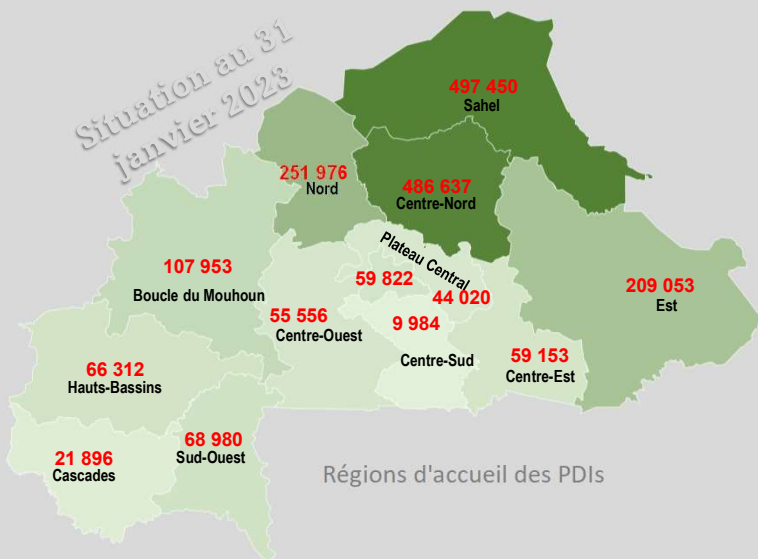 Situation au 31
janvier 2023
497 450
Sahel
251 976
Nord
486 637
Centre-Nord
107 953
Boucle du Mouhoun
Plateau Central
59 822
44 020
209 053
Est
55 556
Centre-Ouest
9 984
Centre-Sud
59 153
Centre-Est
66 312
Hauts-Bassins
68 980
Sud-Ouest
21 896
Cascades
Régions d'accueil des PDIs